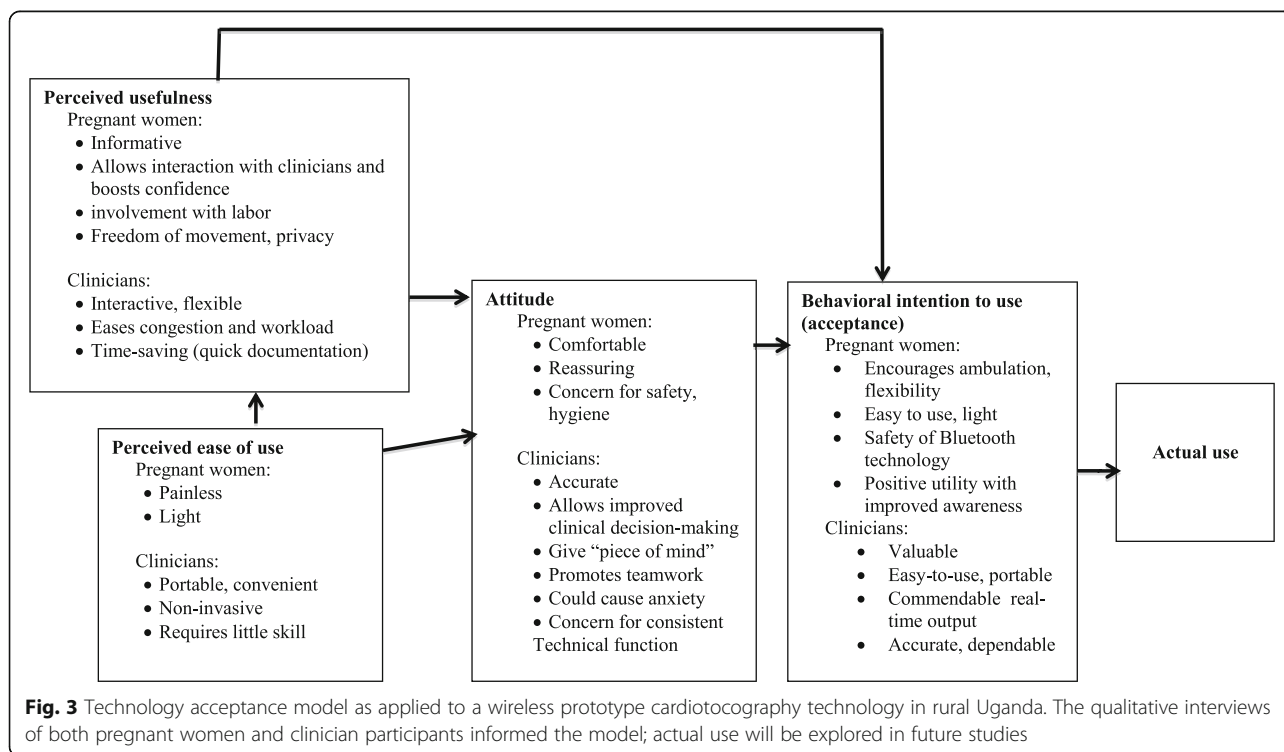 Perceived usefulness
Pregnant women:
• Informative
• Allows interaction with clinicians and
boosts confidence
• involvement with labor
• Freedom of movement, privacy
Clinicians:
• Interactive, flexible
• Eases congestion and workload
• Time-saving (quick documentation)
Perceived ease of use
Pregnant women:
• Painless
• Light
Clinicians:
• Portable, convenient
• Non-invasive
• Requires little skill
Attitude
Pregnant women:
• Comfortable
• Reassuring
• Concern for safety,
hygiene
Clinicians:
• Accurate
• Allows improved
clinical decision-making
• Give “piece of mind”
• Promotes teamwork
• Could cause anxiety
• Concern for consistent
Technical function
Behavioral intention to use
(acceptance)
Pregnant women:
• Encourages ambulation,
flexibility
• Easy to use, light
• Safety of Bluetooth
technology
• Positive utility with
improved awareness
Clinicians:
• Valuable
• Easy-to-use, portable
• Commendable real-
time output
• Accurate, dependable
Actual use
Fig. 3 Technology acceptance model as applied to a wireless prototype cardiotocography technology in rural Uganda. The qualitative interviews
of both pregnant women and clinician participants informed the model; actual use will be explored in future studies